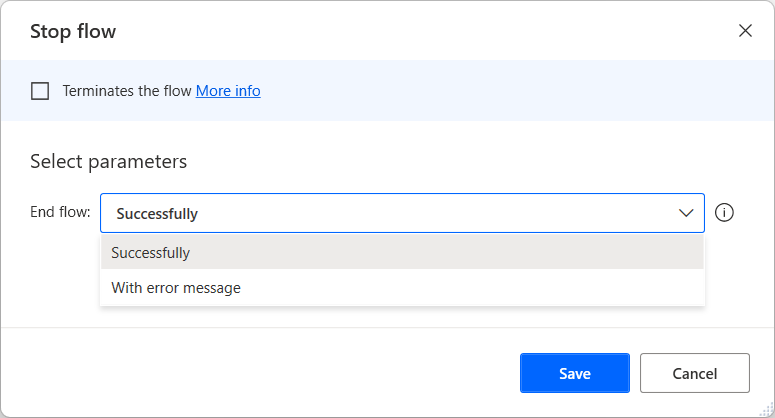 Stop flow
Terminates the flow More info
Select parameters
End flow: Successfully
Successfully
With error message
Save Cancel